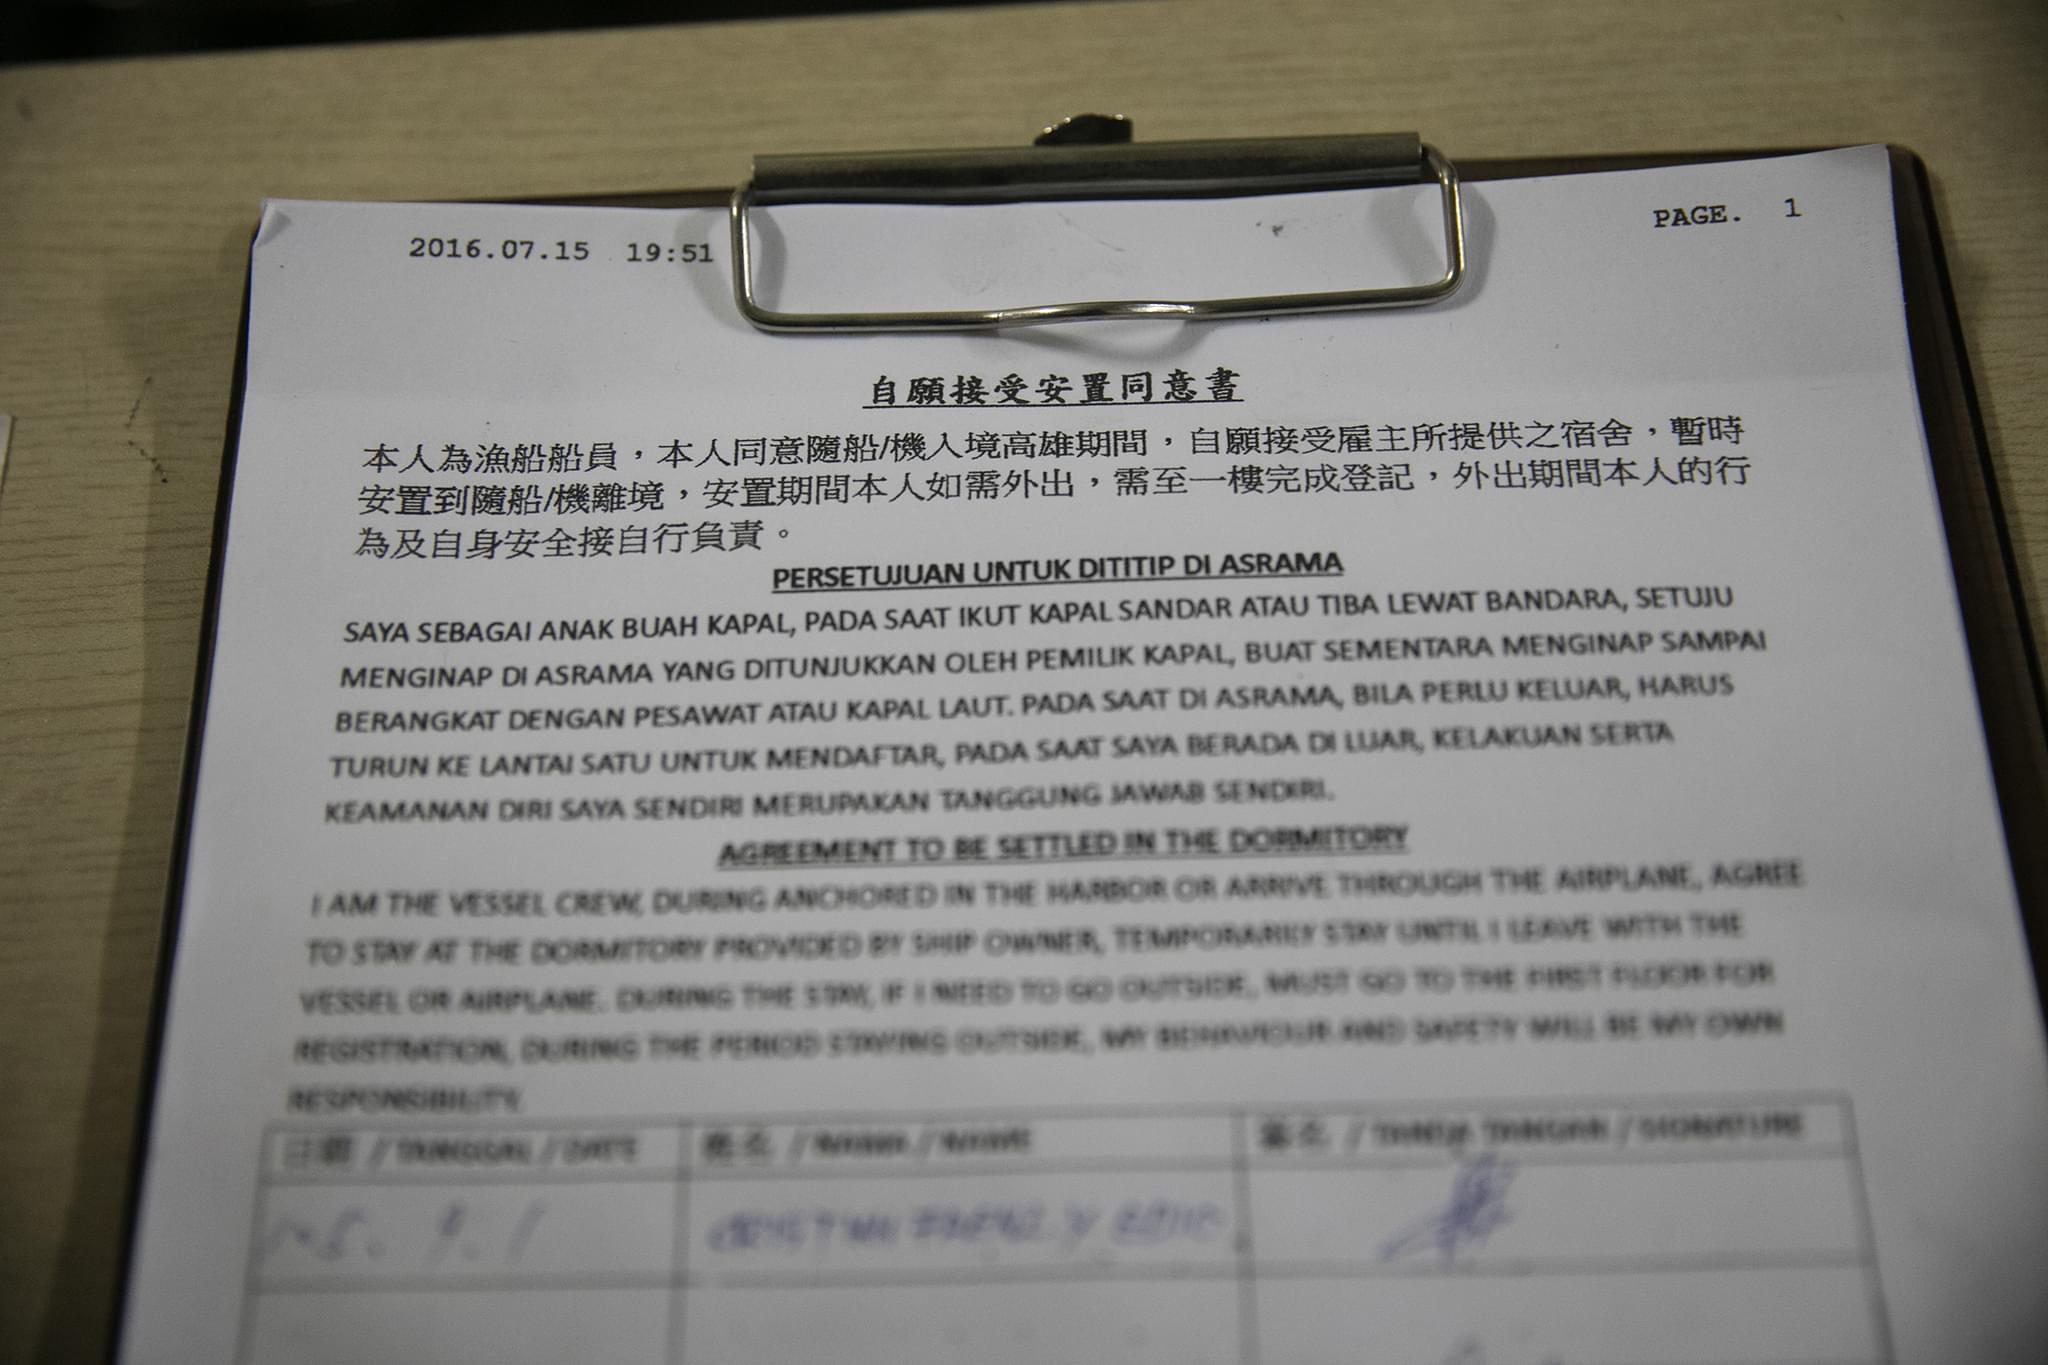 2016.07.15 19:51
PAGE. 1
自願接受安置同意書
本人為漁船船員，本人同意隨船/機入境高雄期間，自願接受雇主所提供之宿舍，暫時
安置到隨船/機離境，安置期間本人如需外出，需至一樓完成登記，外出期間本人的行
為及自身安全接自行負責。
PERSETUJUAN UNTUK DITITIP DI ASRAMA
SAYA SEBAGAI ANAK BUAH KAPAL, PADA SAAT IKUT KAPAL SANDAR ATAU TIBA LEWAT BANDARA, SETUJU
MENGINAP DI ASRAMA YANG DITUNJUKKAN OLEH PEMILIK KAPAL, BUAT SEMENTARA MENGINAP SAMPAI
BERANGKAT DENGAN PESAWAT ATAU KAPAL LAUT. PADA SAAT DI ASRAMA, BILA PERLU KELUAR, HARUS
TURUN KE LANTAI SATU UNTUK MENDAFTAR, PADA SAAT SAYA BERADA DI LUAR, KELAKUAN SERTA
KEAMANAN DIRI SAYA SENDIRI MERUPAKAN TANGGUNG JAWAB SENDIRI.
AGREEMENT TO BE SETTLED IN THE DORMITORY
I AM THE VESSEL CREW, DURING ANCHORED IN THE HARBOR OR ARRIVE THROUGH THE AIRPLANE, AGREE
TO STAY AT THE DORMITORY PROVIDED BY SHIP OWNER, TEMPORARILY STAY UNTIL I LEAVE WITH THE
VESSEL OR AIRPLANE. DURING THE STAY, IF I NEED TO GO OUTSIDE, MUST GO TO THE FIRST FLOOR FOR
REGISTRATION, DURING THE PERIOD STAYING OUTSIDE, MY BEHAVIOUR AND SAFETY WILL BE MY OWN
RESPONSIBILITY.
日期 / TANGGAL / DATE
姓名 / NAMA / NAME
簽名 / TANDA TANGAN / SIGNATURE